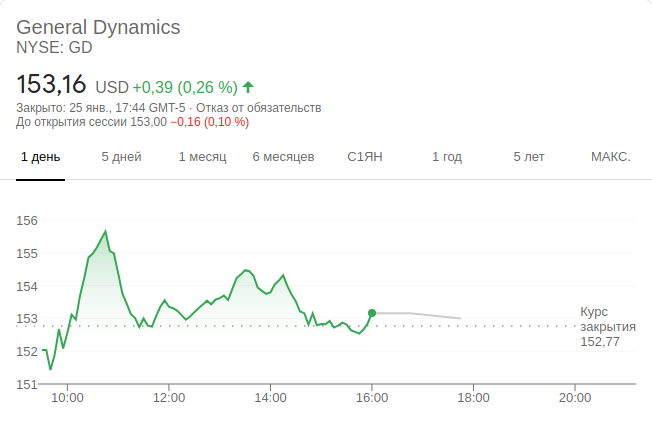 General Dynamics
NYSE: GD
153,16 USD +0,39 (0,26 %)
Закрыто: 25 янв., 17:44 GMT-5 · Отказ от обязательств
До открытия сессии 153,00 −0,16 (0,10 %)
1 день 5 дней 1 месяц 6 месяцев С1ЯН 1 год 5 лет МАКС.
156
155
154
153
152
151
Курс
закрытия
152,77
10:00 12:00 14:00 16:00 18:00 20:00